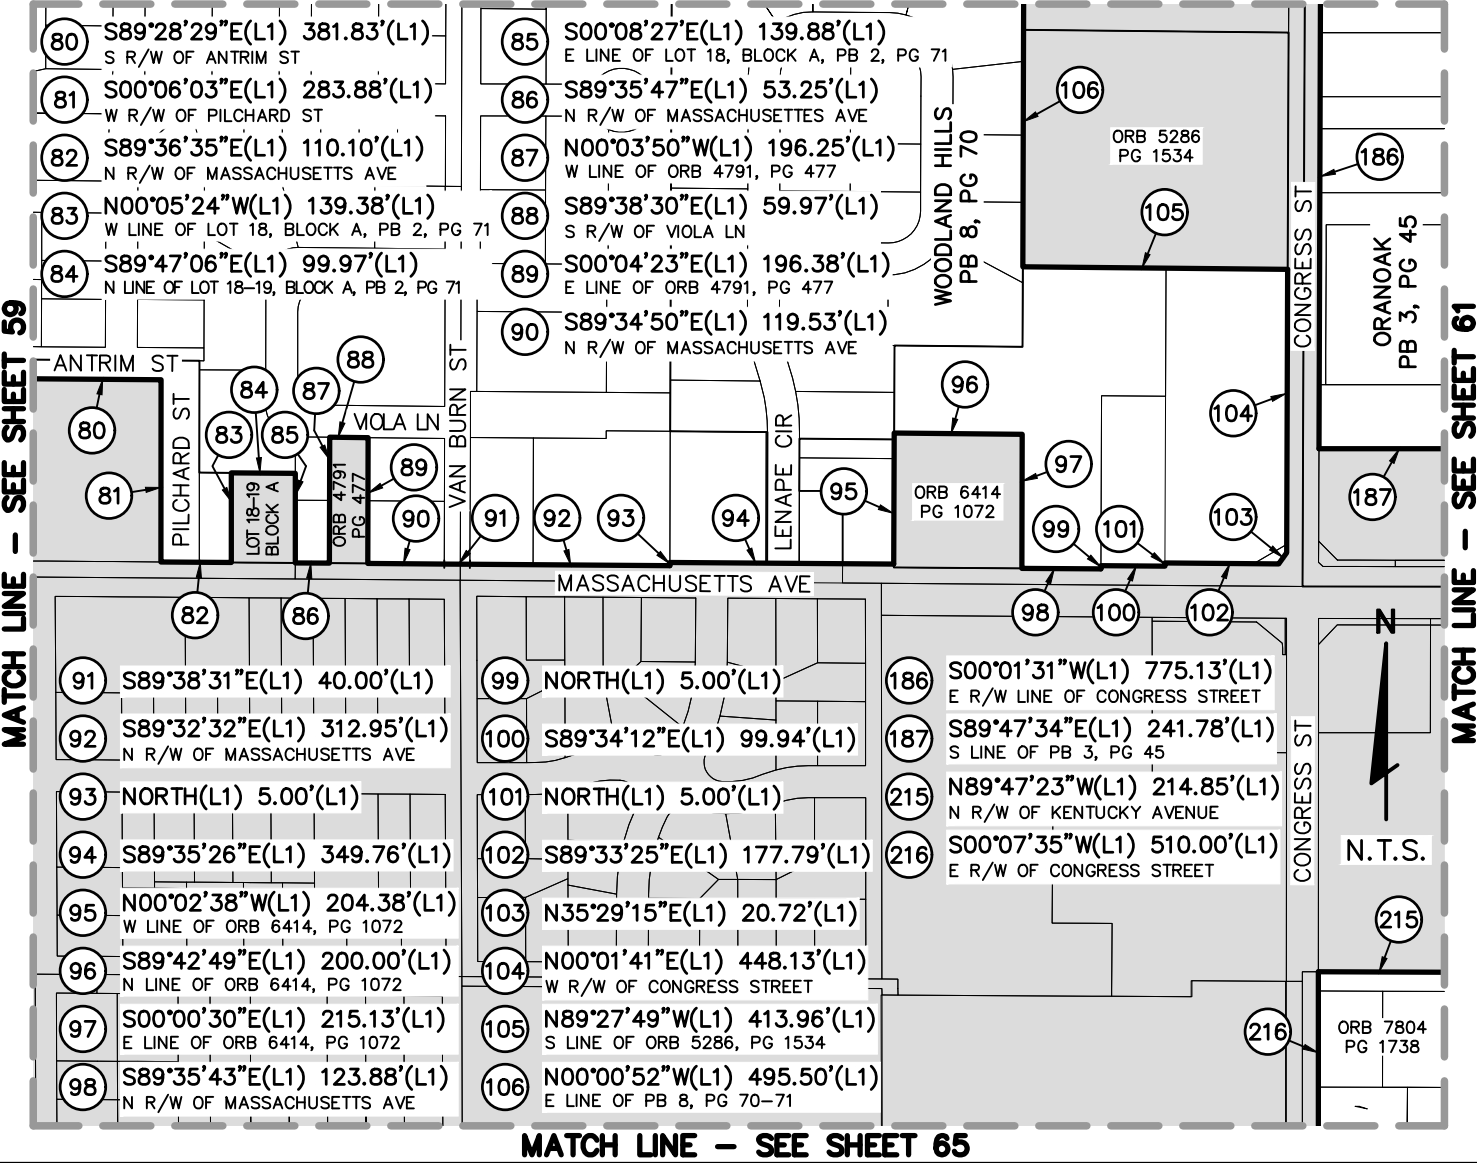 80 S89°28'29"E(L1) 381.83'(L1)
S R/W OF ANTRIM ST
81 S00°06'03"E(L1) 283.88'(L1)
W R/W OF PILCHARD ST
82 S89°36'35"E(L1) 110.10'(L1)
N R/W OF MASSACHUSETTS AVE
83 N00°05'24"W(L1) 139.38'(L1)
W LINE OF LOT 18, BLOCK A, PB 2, PG 71
84 S89°47'06"E(L1) 99.97'(L1)
N LINE OF LOT 18-19, BLOCK A, PB 2, PG 71
85 S00°08'27"E(L1) 139.88'(L1)
E LINE OF LOT 18, BLOCK A, PB 2, PG 71
86 S89°35'47"E(L1) 53.25'(L1)
N R/W OF MASSACHUSETTES AVE
87 N00°03'50"W(L1) 196.25'(L1)
W LINE OF ORB 4791, PG 477
88 S89°38'30"E(L1) 59.97'(L1)
S R/W OF VIOLA LN
89 S00°04'23"E(L1) 196.38'(L1)
E LINE OF ORB 4791, PG 477
90 S89°34'50"E(L1) 119.53'(L1)
N R/W OF MASSACHUSETTS AVE
WOODLAND HILLS
PB 8, PG 70
106
ORB 5286
PG 1534
105
CONGRESS ST
186
ORANOAK
PB 3, PG 45
MATCH LINE - SEE SHEET 59
MATCH LINE - SEE SHEET 61
ANTRIM ST
80
81
PILCHARD ST
83
84
85
87
88
VIOLA LN
LOT 18-19
BLOCK A
ORB 4791
PG 477
89
90
VAN BURN ST
91
92
93
94
LENAPE CIR
95
96
ORB 6414
PG 1072
97
99
101
103
104
187
82
86
MASSACHUSETTS AVE
98
100
102
N
91 S89°38'31"E(L1) 40.00'(L1)
92 S89°32'32"E(L1) 312.95'(L1)
N R/W OF MASSACHUSETTS AVE
93 NORTH(L1) 5.00'(L1)
94 S89°35'26"E(L1) 349.76'(L1)
95 N00°02'38"W(L1) 204.38'(L1)
W LINE OF ORB 6414, PG 1072
96 S89°42'49"E(L1) 200.00'(L1)
N LINE OF ORB 6414, PG 1072
97 S00°00'30"E(L1) 215.13'(L1)
E LINE OF ORB 6414, PG 1072
98 S89°35'43"E(L1) 123.88'(L1)
N R/W OF MASSACHUSETTS AVE
99 NORTH(L1) 5.00'(L1)
100 S89°34'12"E(L1) 99.94'(L1)
101 NORTH(L1) 5.00'(L1)
102 S89°33'25"E(L1) 177.79'(L1)
103 N35°29'15"E(L1) 20.72'(L1)
104 N00°01'41"E(L1) 448.13'(L1)
W R/W OF CONGRESS STREET
105 N89°27'49"W(L1) 413.96'(L1)
S LINE OF ORB 5286, PG 1534
106 N00°00'52"W(L1) 495.50'(L1)
E LINE OF PB 8, PG 70-71
186 S00°01'31"W(L1) 775.13'(L1)
E R/W LINE OF CONGRESS STREET
187 S89°47'34"E(L1) 241.78'(L1)
S LINE OF PB 3, PG 45
215 N89°47'23"W(L1) 214.85'(L1)
N R/W OF KENTUCKY AVENUE
216 S00°07'35"W(L1) 510.00'(L1)
E R/W OF CONGRESS STREET
CONGRESS ST
N.T.S.
215
216
ORB 7804
PG 1738
MATCH LINE - SEE SHEET 65